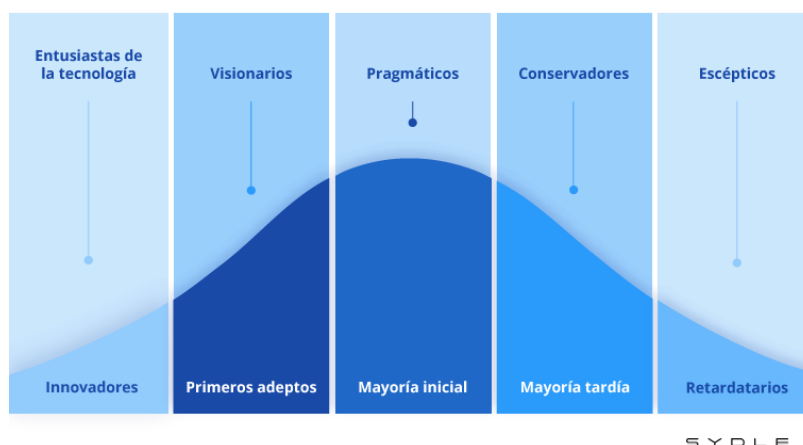 Entusiastas de
la tecnología
Visionarios
Pragmáticos
Conservadores
Escépticos
Innovadores
Primeros adeptos
Mayoría inicial
Mayoría tardía
Retardatarios